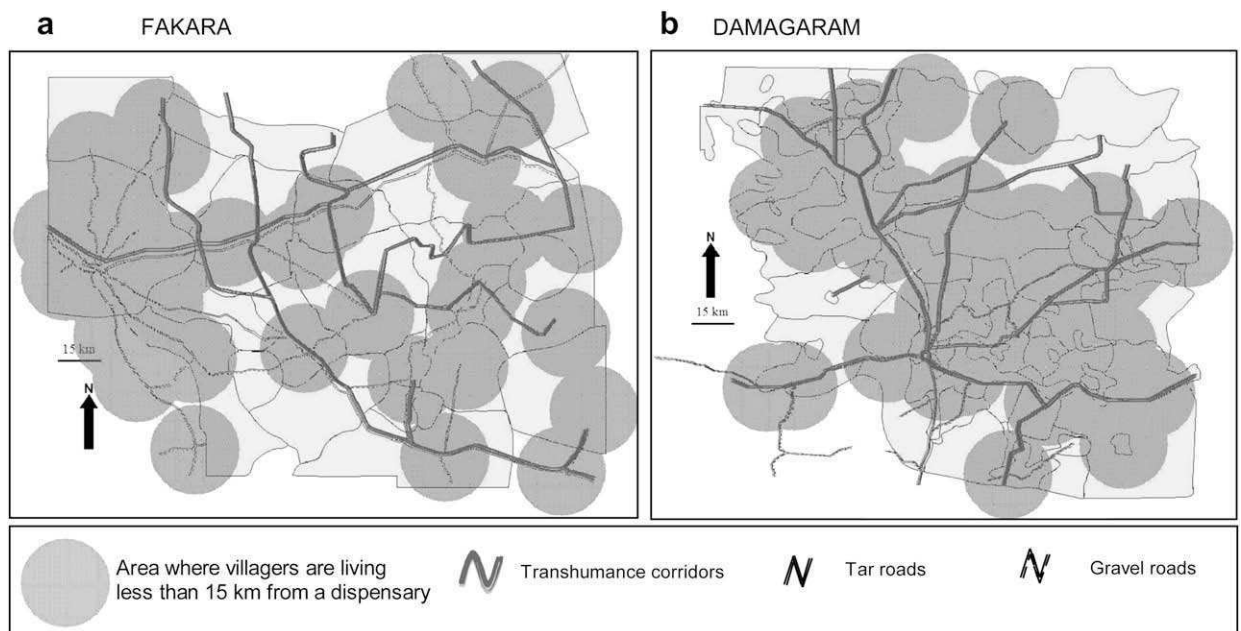 a FAKARA
b DAMAGARAM
15 km
N
N
15 km
Area where villagers are living
less than 15 km from a dispensary
Transhumance corridors
Tar roads
Gravel roads